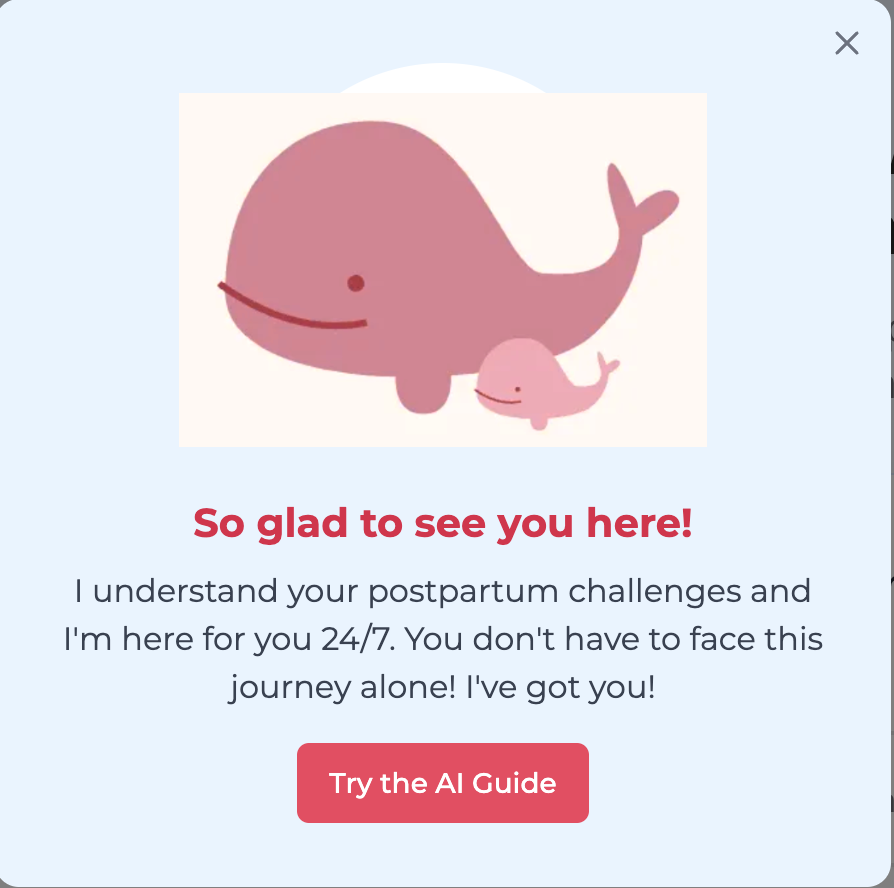 So glad to see you here!
I understand your postpartum challenges and
I'm here for you 24/7. You don't have to face this
journey alone! I've got you!
Try the AI Guide